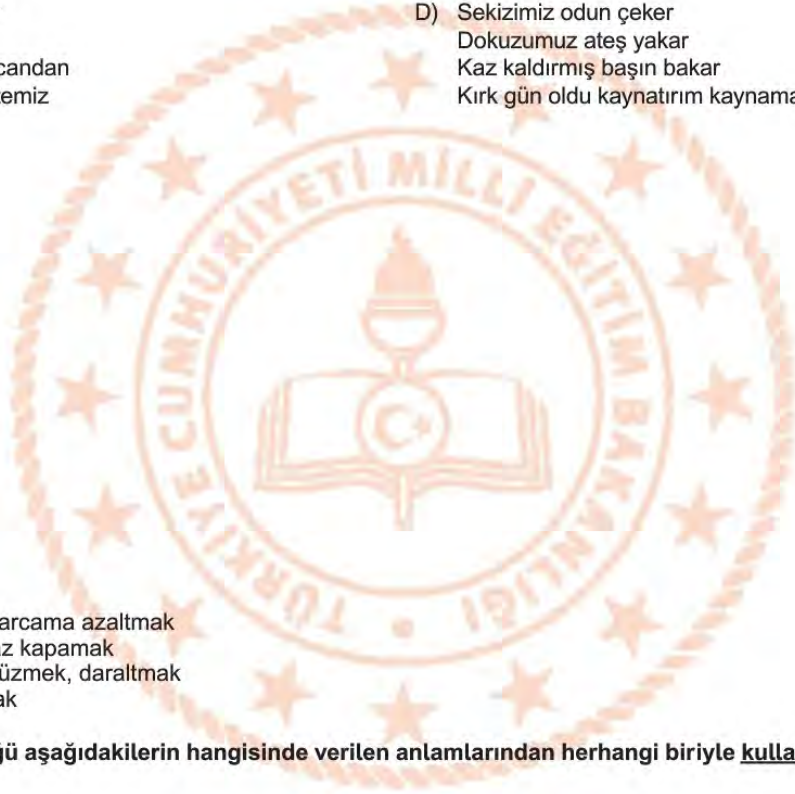 candan
temiz
D) Sekizimiz odun çeker
Dokuzumuz ateş yakar
Kaz kaldırmış başın bakar
Kırk gün oldu kaynatırım kaynama
TÜRKİYE CUMHURİYETİ MİLLÎ EĞİTİM BAKANLIĞI
arcama azaltmak
az kapamak
üzmek, daraltmak
ak
ğü aşağıdakilerin hangisinde verilen anlamlarından herhangi biriyle kulla